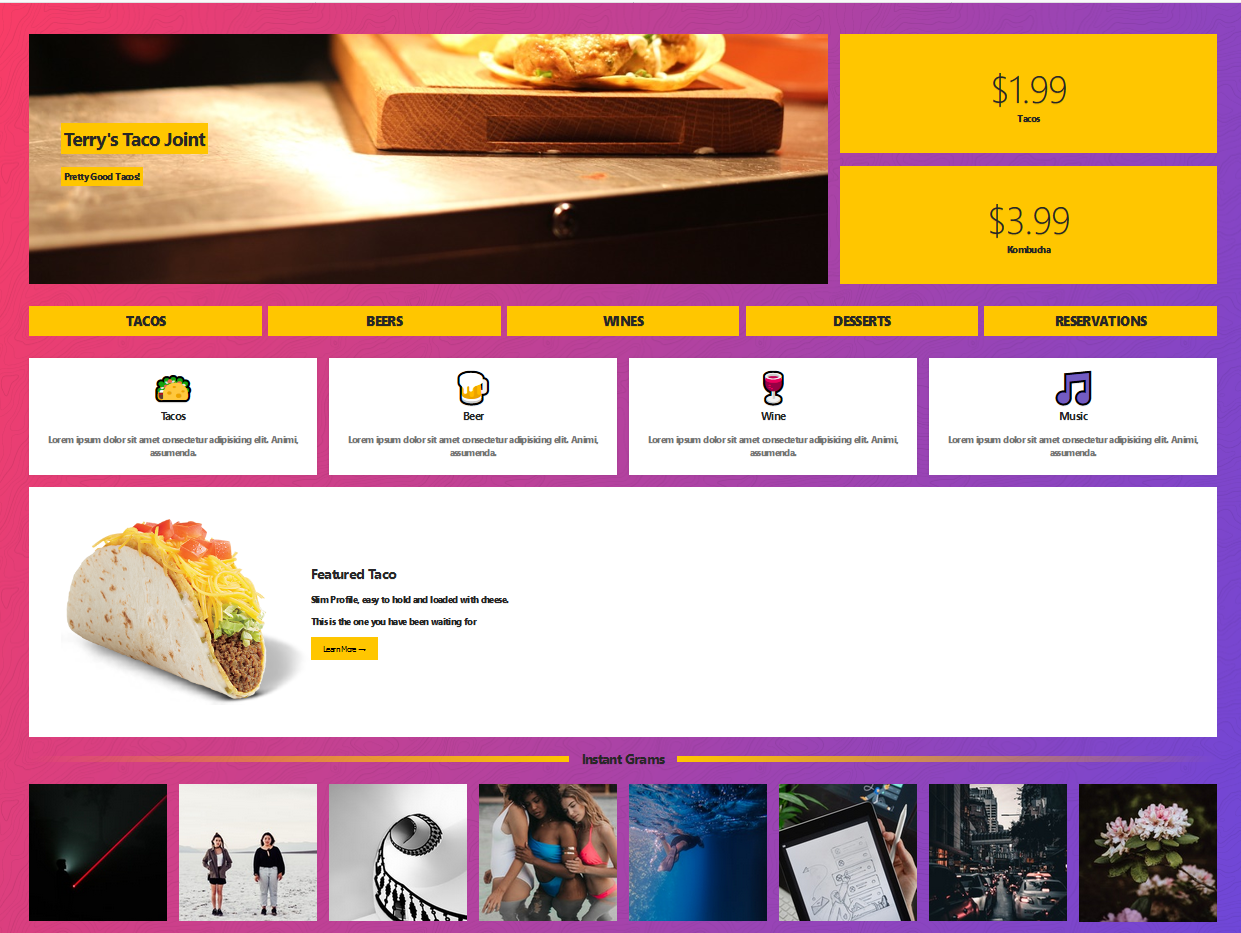 Terry's Taco Joint
Pretty Good Tacos!
$1.99
Tacos
$3.99
Kombucha
TACOS
BEERS
WINES
DESSERTS
RESERVATIONS
Tacos
Lorem ipsum dolor sit amet consectetur adipisicing elit. Animi,
assumenda.
Beer
Lorem ipsum dolor sit amet consectetur adipisicing elit. Animi,
assumenda.
Wine
Lorem ipsum dolor sit amet consectetur adipisicing elit. Animi,
assumenda.
Music
Lorem ipsum dolor sit amet consectetur adipisicing elit. Animi,
assumenda.
Featured Taco
Slim Profile, easy to hold and loaded with cheese.
This is the one you have been waiting for
Learn More →
Instant Grams